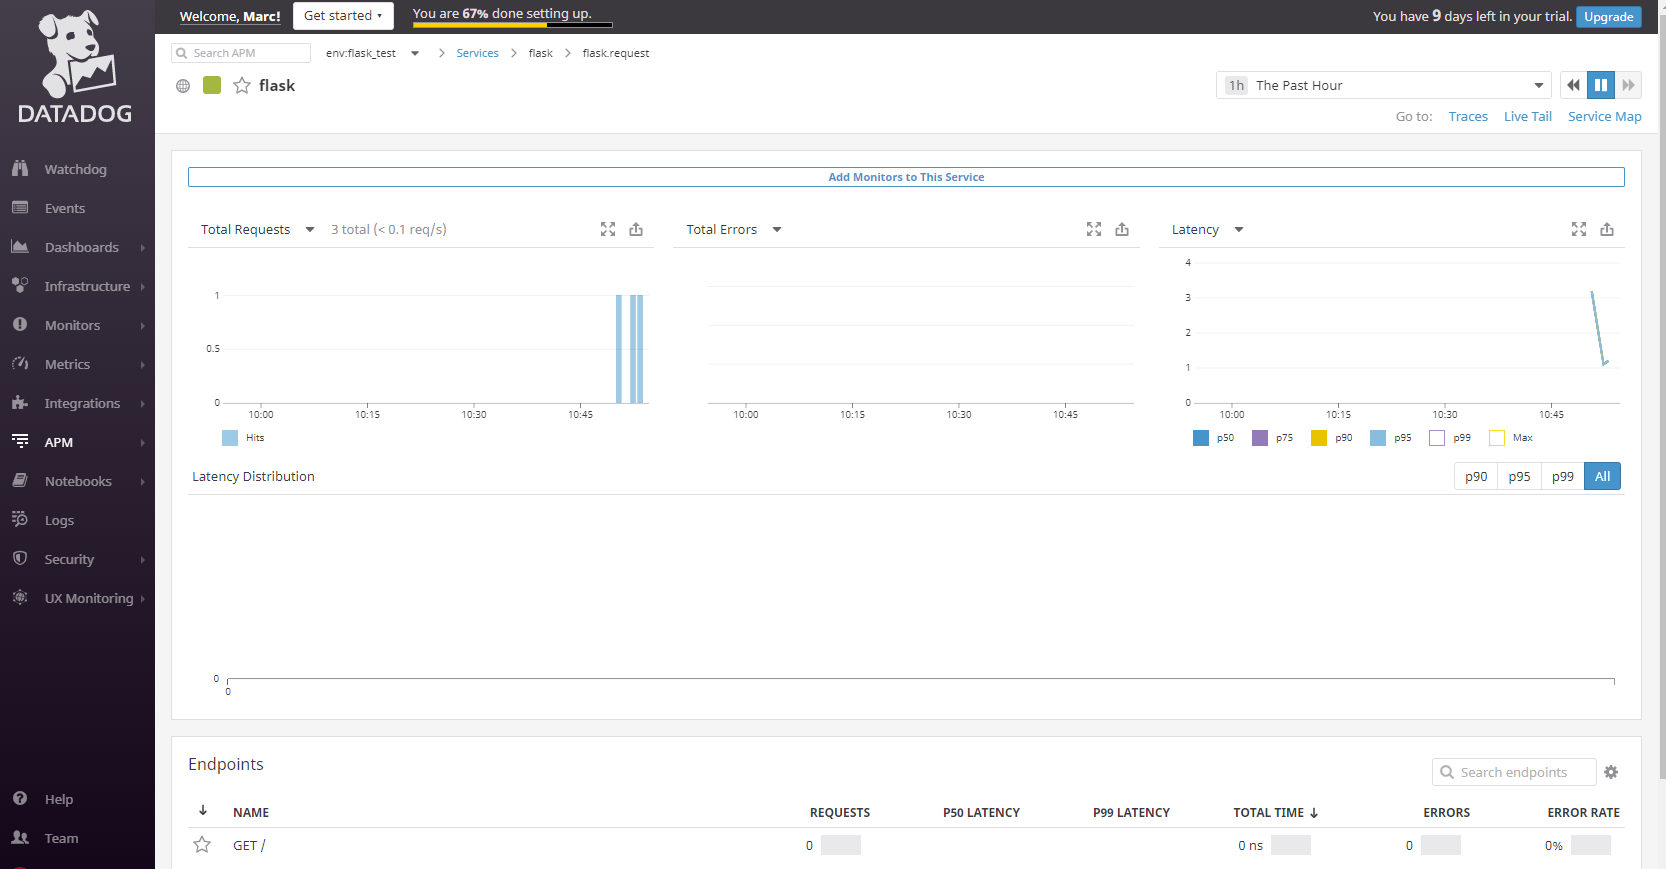 DATADOG
Watchdog
Events
Dashboards
Infrastructure
Monitors
Metrics
Integrations
APM
Notebooks
Logs
Security
UX Monitoring
Help
Team
Welcome, Marc!
Get started
You are 67% done setting up.
You have 9 days left in your trial.
Upgrade
Search APM
env:flask_test
Services
flask
flask.request
flask
1h The Past Hour
Go to: Traces Live Tail Service Map
Add Monitors to This Service
Total Requests 3 total (< 0.1 req/s)
1
0.5
0
10:00 10:15 10:30 10:45
Hits
Total Errors
10:00 10:15 10:30 10:45
Latency
4
3
2
1
0
10:00 10:15 10:30 10:45
p50 p75 p90 p95 p99 Max
Latency Distribution
p90 p95 p99 All
0
0
Endpoints
Search endpoints
NAME REQUESTS P50 LATENCY P99 LATENCY TOTAL TIME ERRORS ERROR RATE
GET / 0 0 ns 0 0%